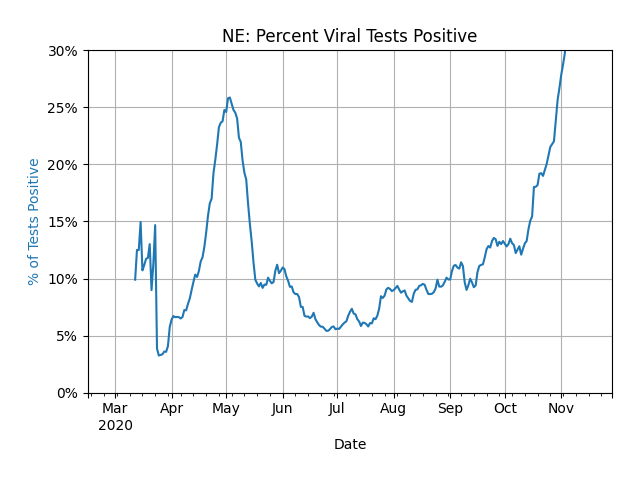 NE: Percent Viral Tests Positive
% of Tests Positive
30%
25%
20%
15%
10%
5%
0%
Mar Apr May Jun Jul Aug Sep Oct Nov
2020
Date